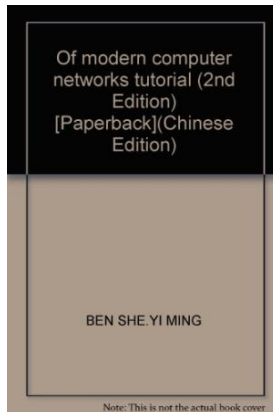 Of modern computer
networks tutorial (2nd
Edition)
[Paperback](Chinese
Edition)
BEN SHE.YI MING
Note: This is not the actual book cover